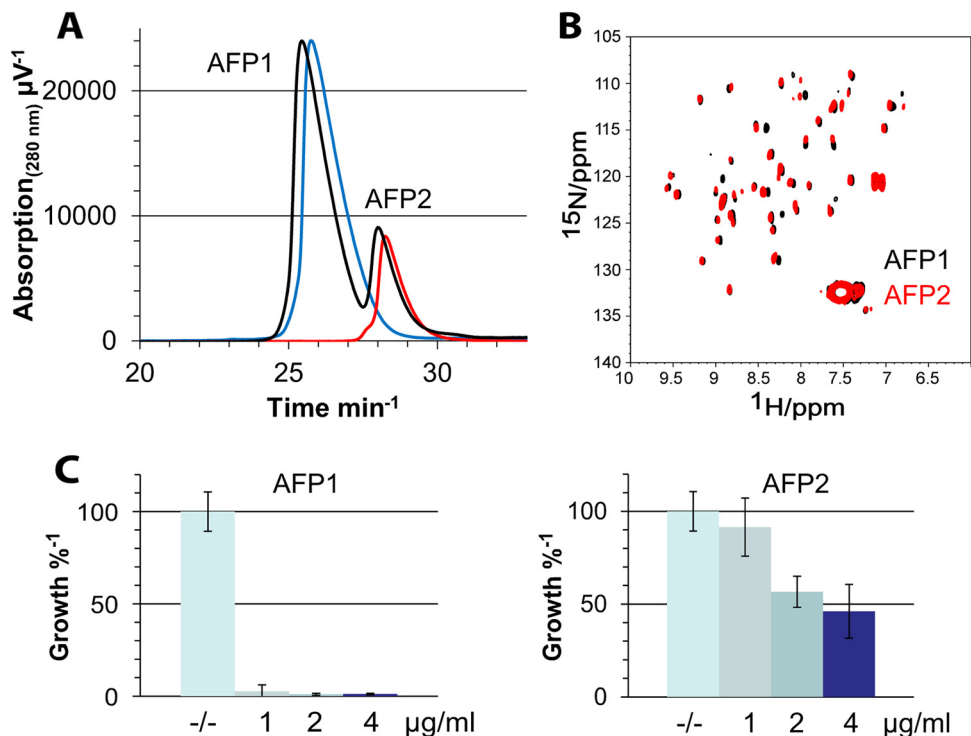 A
AFP1
AFP2
Absorption(280 nm) µV-1
20000
10000
0
20 25 30
Time min-1
B
105
110
115
120
125
130
135
140
15N/ppm
AFP1
AFP2
10 9.5 9 8.5 8 7.5 7 6.5
1H/ppm
C
AFP1
Growth %-1
100
50
0
-/- 1 2 4 µg/ml
AFP2
Growth %-1
100
50
0
-/- 1 2 4 µg/ml